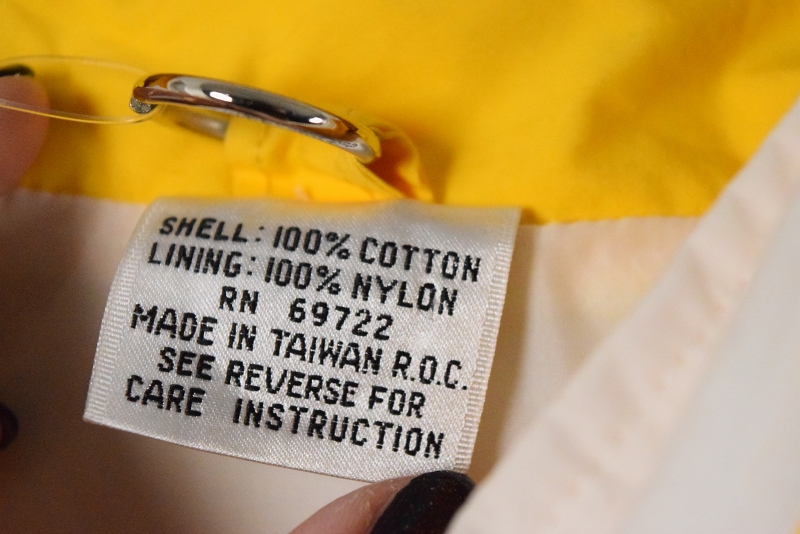 SHELL: 100% COTTON
LINING: 100% NYLON
RN 69722
MADE IN TAIWAN R.O.C.
SEE REVERSE FOR
CARE INSTRUCTION